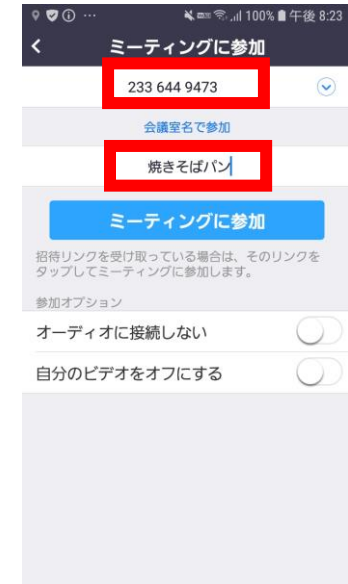 100% 午後 8:23
ミーティングに参加
233 644 9473
会議室名で参加
焼きそばパン
ミーティングに参加
招待リンクを受け取っている場合は、そのリンクを
タップしてミーティングに参加します。
参加オプション
オーディオに接続しない
自分のビデオをオフにする